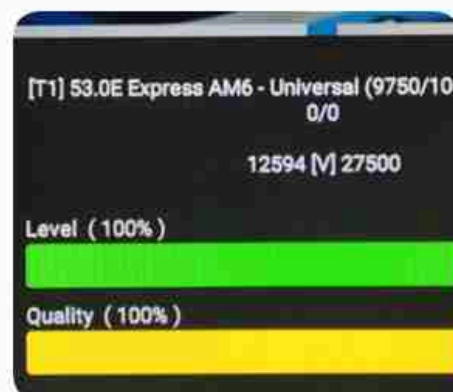 [T1] 53.0E Express AM6 - Universal (9750/10
0/0
12594 [V] 27500
Level ( 100% )
Quality ( 100% )